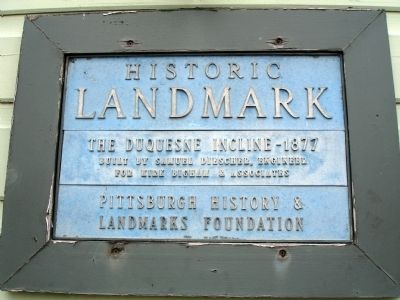 HISTORIC
LANDMARK
THE DUQUESNE INCLINE-1877
BUILT BY SAMUEL DIESCHER, ENGINEER
FOR KIRK BIGHAM & ASSOCIATES
PITTSBURGH HISTORY &
LANDMARKS FOUNDATION